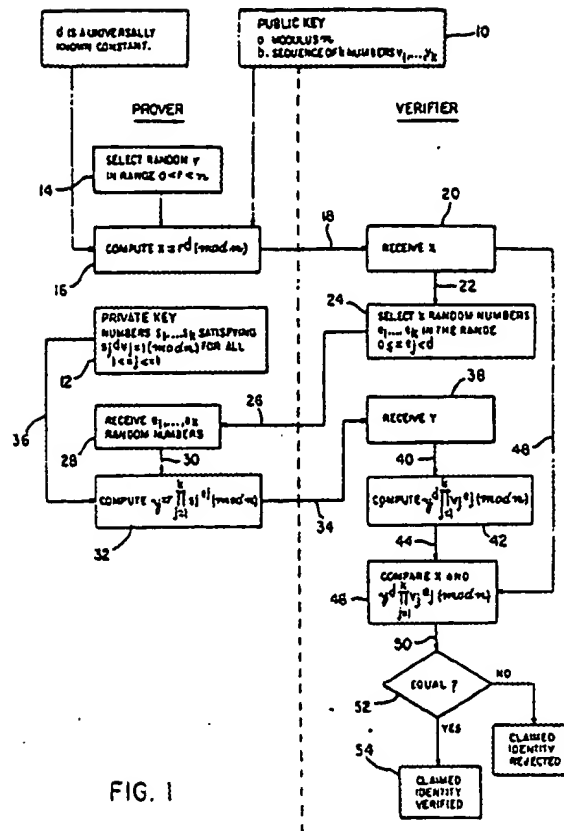 d IS A UNIVERSALLY
KNOWN CONSTANT.
PUBLIC KEY
a MODULUS n
b. SEQUENCE OF k NUMBERS v1,...,vk
10
PROVER
VERIFIER
SELECT RANDOM r
IN RANGE 0 < r < n
14
COMPUTE X = r^d (mod n)
16
18
20
RECEIVE X
22
24
SELECT k RANDOM NUMBERS
e1,..., ek IN THE RANGE
0 ≤ = ej < d
PRIVATE KEY
NUMBERS s1,...,sk SATISFYING
sj^d vj = 1 (mod n) FOR ALL
1 <= j <=
12
26
36
RECEIVE e1,...,ek
RANDOM NUMBERS
28
30
38
RECEIVE Y
40
48
COMPUTE y = r ∏ j=1 k sj^ej (mod n)
32
34
COMPUTE y^d ∏ j=1 k vj^ej (mod n)
42
44
COMPARE X AND
y^d ∏ j=1 k vj^ej (mod n)
46
50
EQUAL ?
52
NO
YES
54
CLAIMED
IDENTITY
REJECTED
CLAIMED
IDENTITY
VERIFIED
FIG. 1